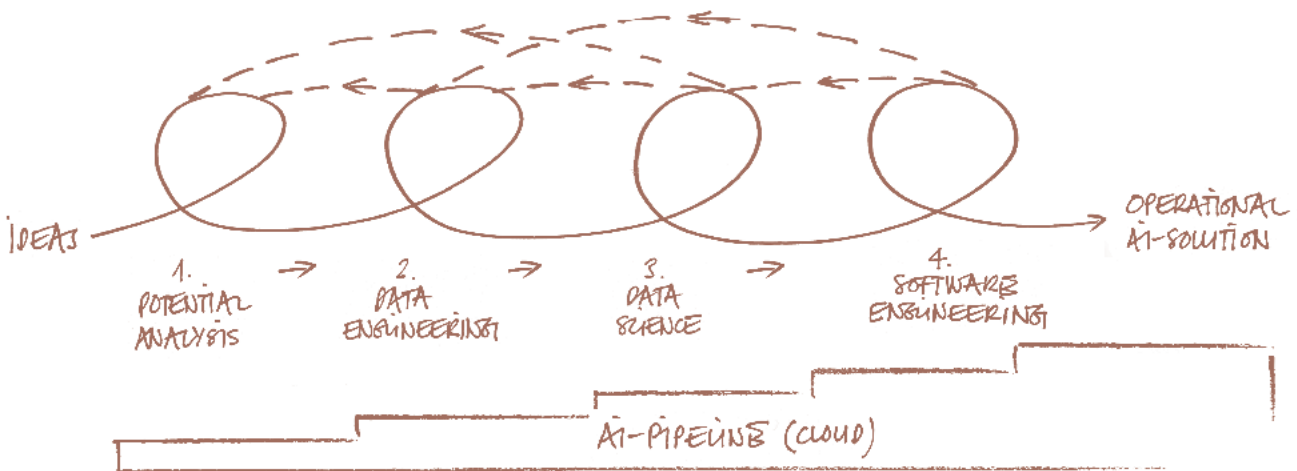 IDEAS
OPERATIONAL
AI-SOLUTION
1.
POTENTIAL
ANALYSIS
2.
DATA
ENGINEERING
3.
DATA
SCIENCE
4.
SOFTWARE
ENGINEERING
AI-PIPELINE (CLOUD)